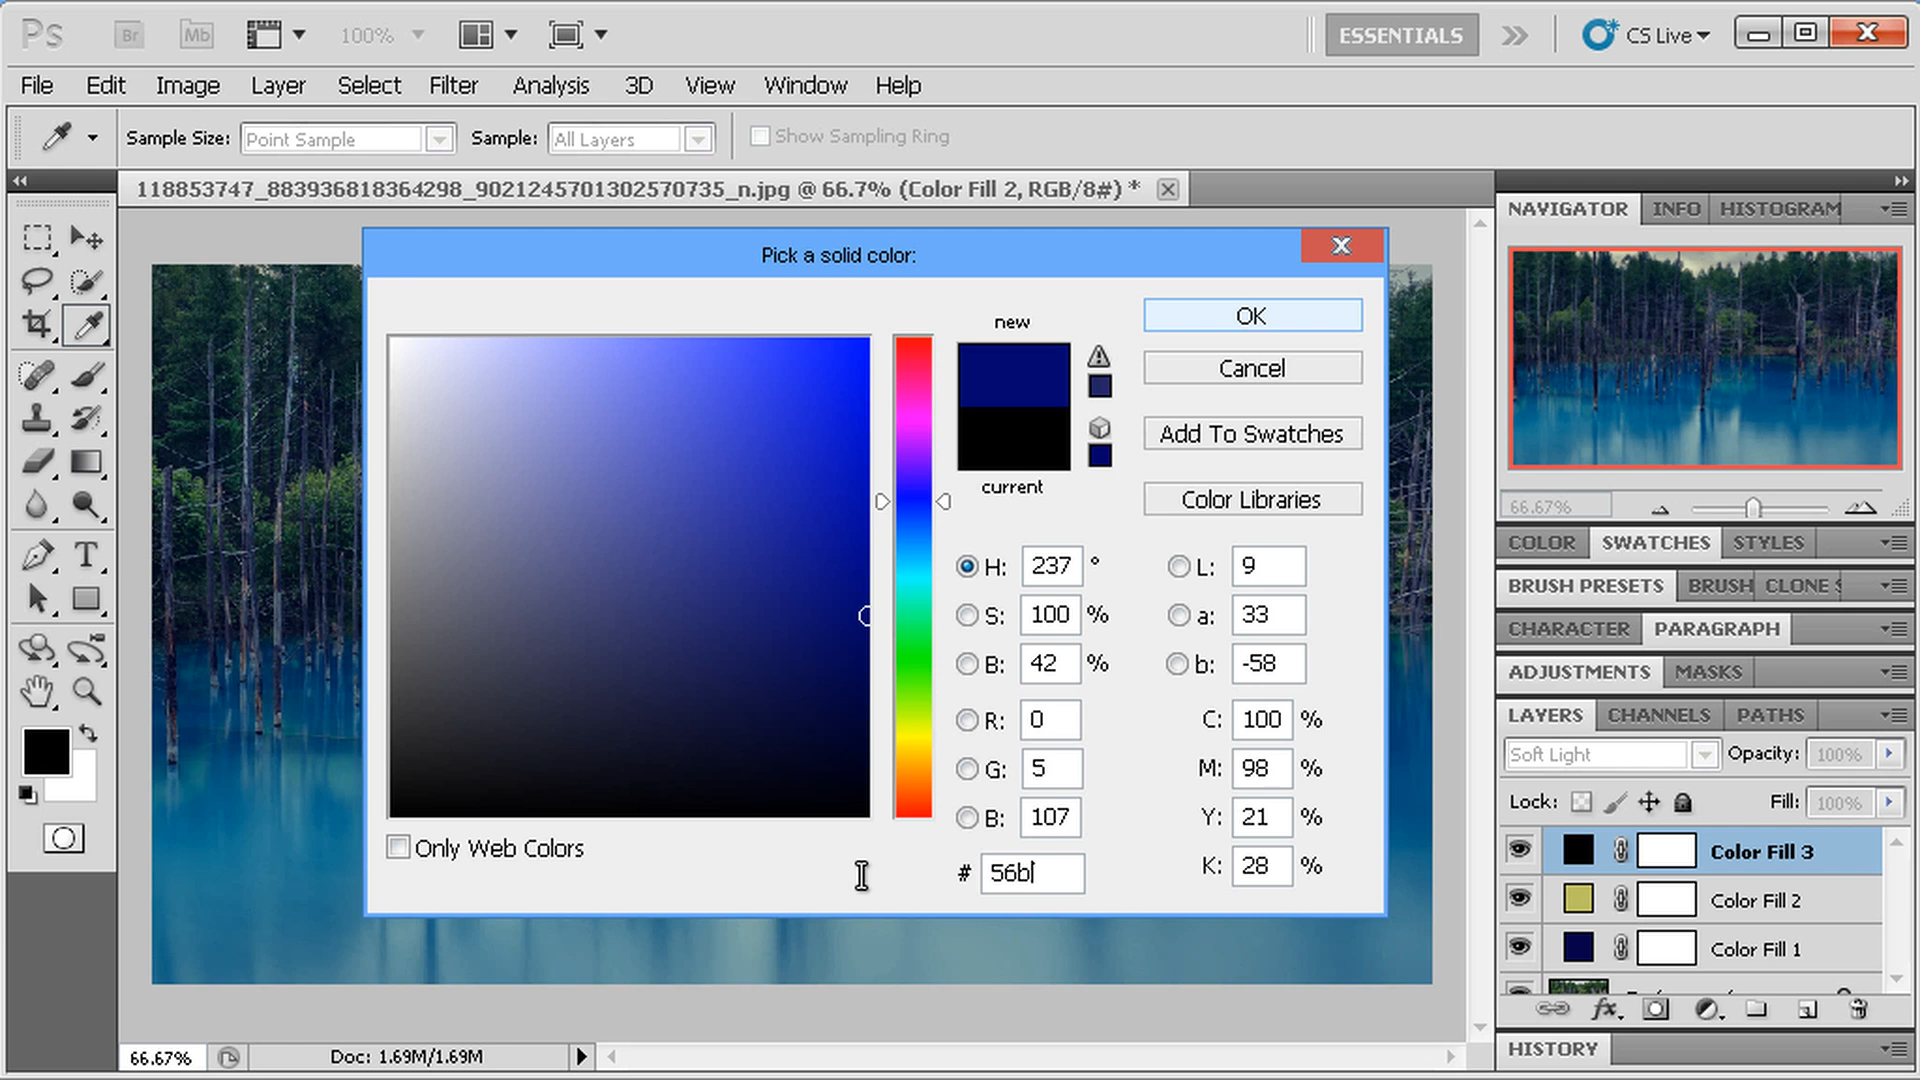 Ps Br Mb 100% ESSENTIALS CS Live
File Edit Image Layer Select Filter Analysis 3D View Window Help
Sample Size: Point Sample Sample: All Layers Show Sampling Ring
118853747_883936818364298_9021245701302570735_n.jpg @ 66.7% (Color Fill 2, RGB/8#) *
Pick a solid color:
new
current
OK
Cancel
Add To Swatches
Color Libraries
H: 237 ° L: 9
S: 100 % a: 33
B: 42 % b: -58
R: 0 C: 100 %
G: 5 M: 98 %
B: 107 Y: 21 %
# 56b K: 28 %
Only Web Colors
T
NAVIGATOR INFO HISTOGRAM
66.67%
COLOR SWATCHES STYLES
BRUSH PRESETS BRUSH CLONE S
CHARACTER PARAGRAPH
ADJUSTMENTS MASKS
LAYERS CHANNELS PATHS
Soft Light Opacity: 100%
Lock: Fill: 100%
Color Fill 3
Color Fill 2
Color Fill 1
fx
HISTORY
66.67% Doc: 1.69M/1.69M